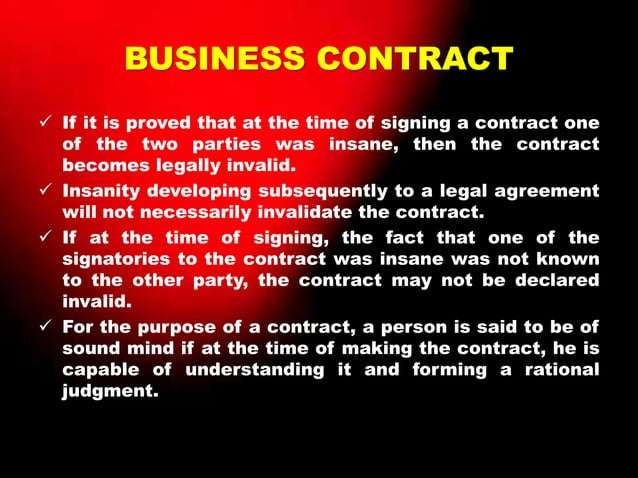 BUSINESS CONTRACT
✓ If it is proved that at the time of signing a contract one
of the two parties was insane, then the contract
becomes legally invalid.
✓ Insanity developing subsequently to a legal agreement
will not necessarily invalidate the contract.
✓ If at the time of signing, the fact that one of the
signatories to the contract was insane was not known
to the other party, the contract may not be declared
invalid.
✓ For the purpose of a contract, a person is said to be of
sound mind if at the time of making the contract, he is
capable of understanding it and forming a rational
judgment.